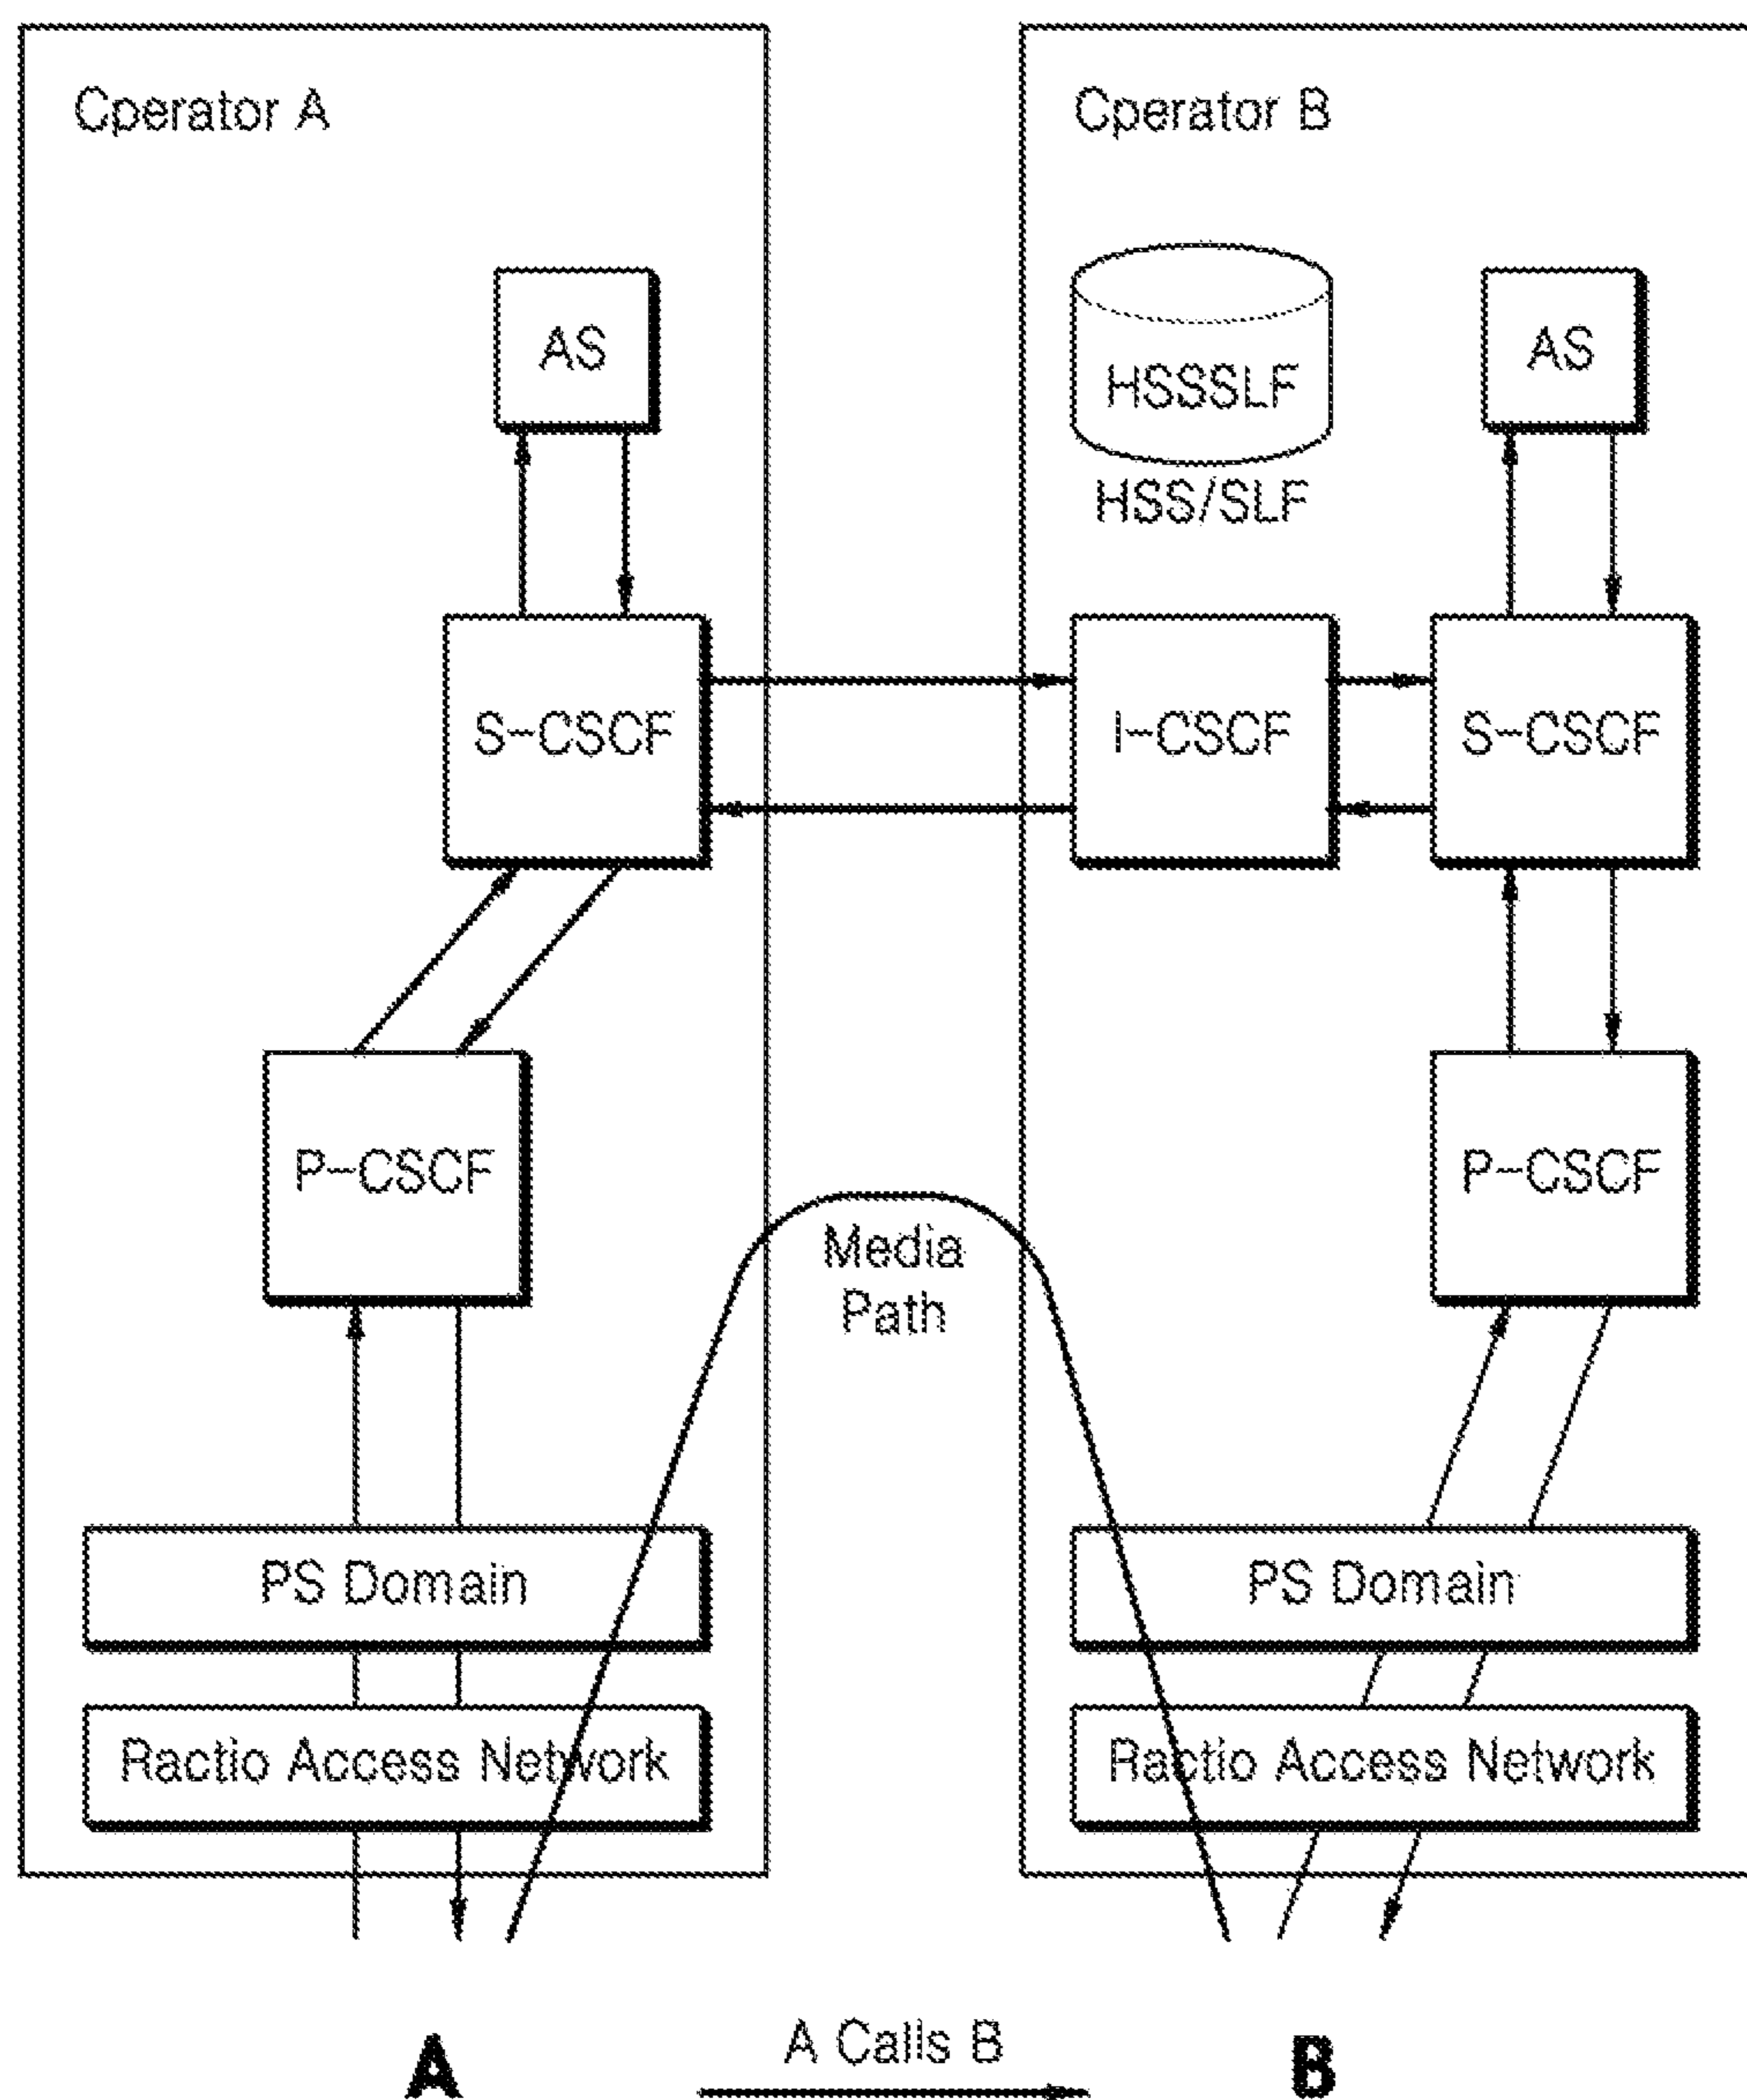 Cperator A
Cperator B
AS
HSSSLF
AS
HSS/SLF
S-CSCF
I-CSCF
S-CSCF
P-CSCF
P-CSCF
Media
Path
PS Domain
PS Domain
Ractio Access Network
Ractio Access Network
A Calls B
A
B